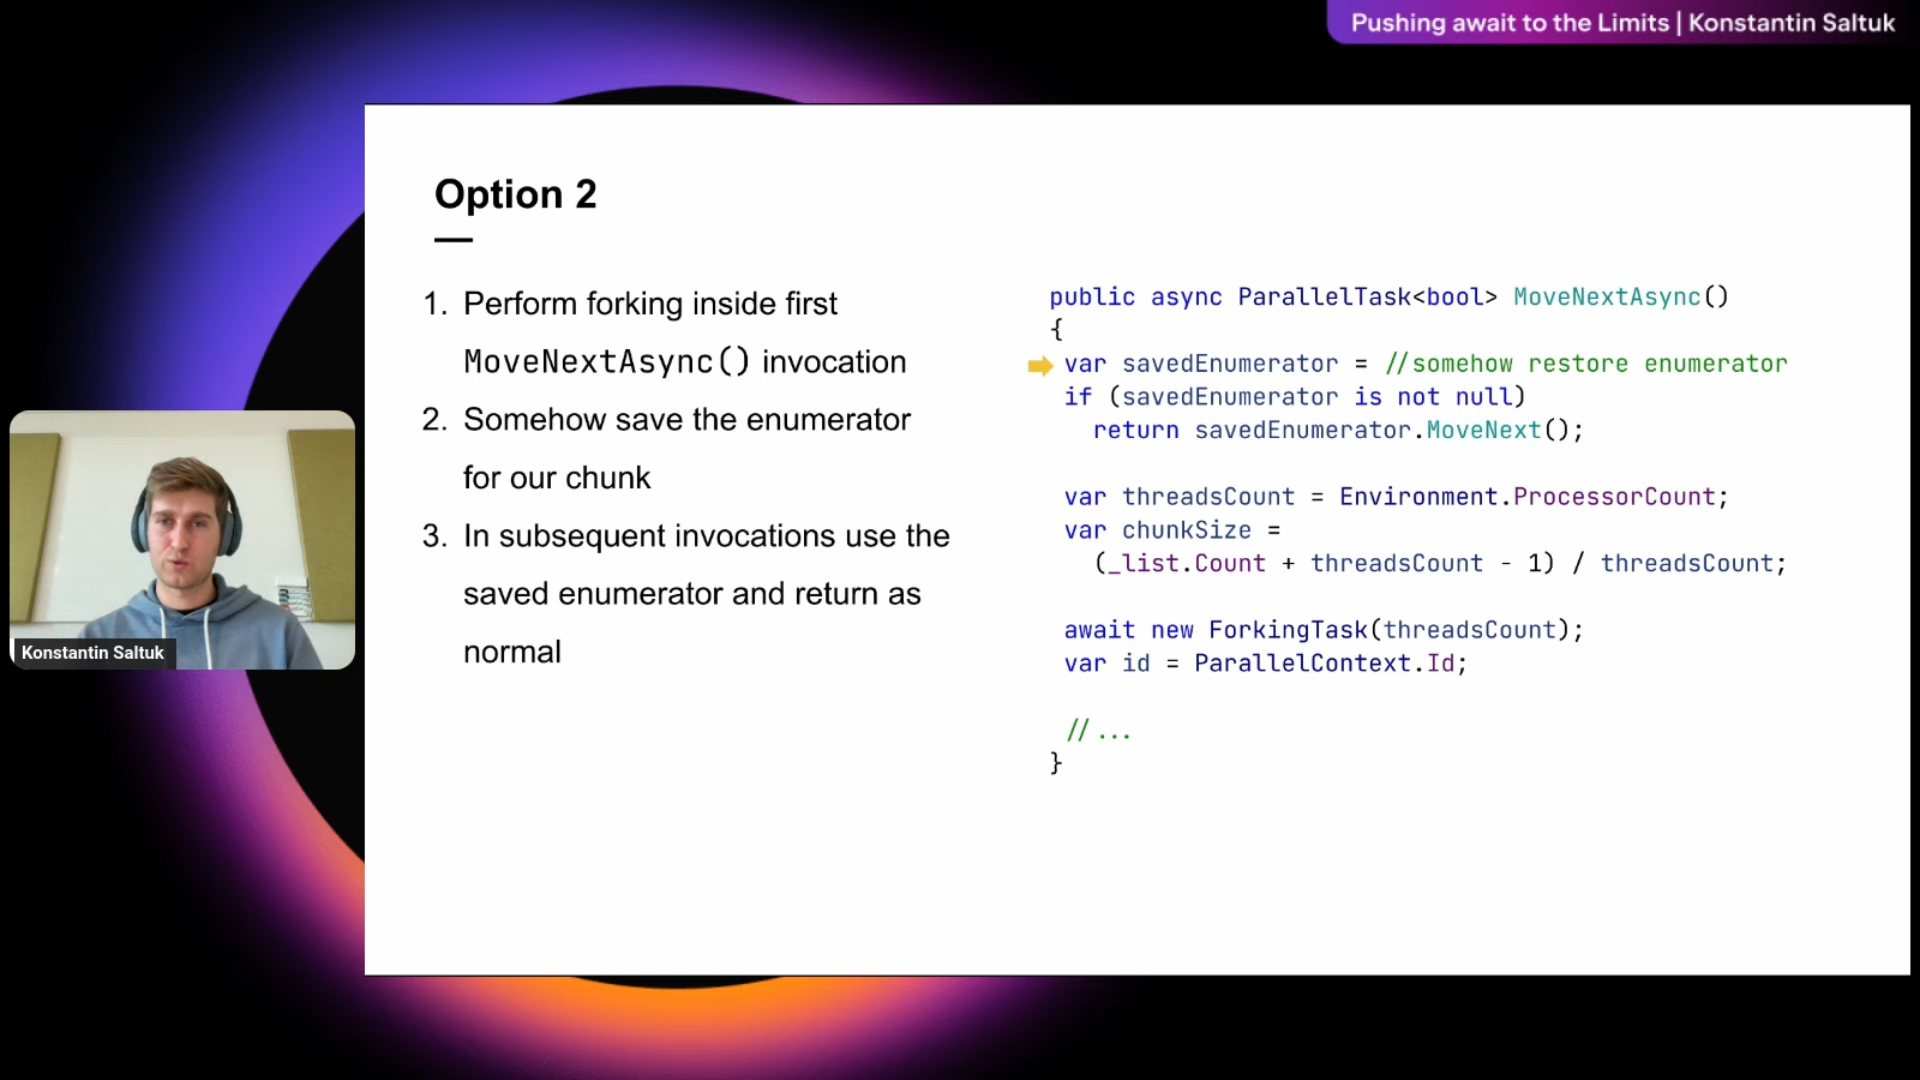 Pushing await to the Limits | Konstantin Saltuk
Option 2
1. Perform forking inside first
MoveNextAsync() invocation
2. Somehow save the enumerator
for our chunk
3. In subsequent invocations use the
saved enumerator and return as
normal
public async ParallelTask<bool> MoveNextAsync()
{
var savedEnumerator = //somehow restore enumerator
if (savedEnumerator is not null)
return savedEnumerator.MoveNext();
var threadsCount = Environment.ProcessorCount;
var chunkSize =
(_list.Count + threadsCount - 1) / threadsCount;
await new ForkingTask(threadsCount);
var id = ParallelContext.Id;
//...
}
Konstantin Saltuk